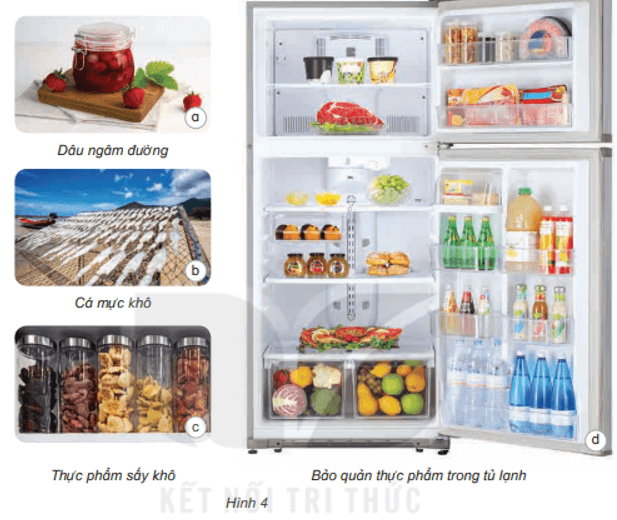 a
Dâu ngâm đường
b
Cá mực khô
c
Thực phẩm sấy khô
d
Bảo quản thực phẩm trong tủ lạnh
Hình 4
KẾT NỐI TRI THỨC